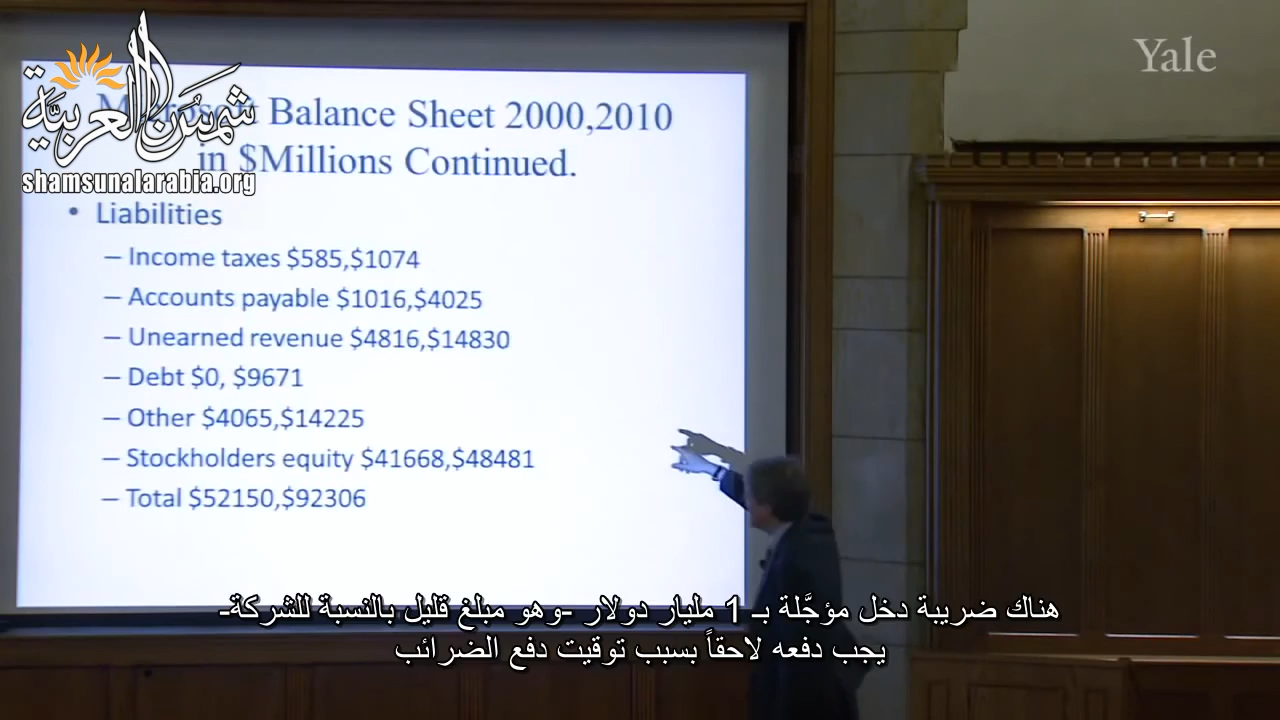 Yale
شمس العربية
shamsunalarabia.org
Microsoft Balance Sheet 2000,2010
in $Millions Continued.
• Liabilities
– Income taxes $585,$1074
– Accounts payable $1016,$4025
– Unearned revenue $4816,$14830
– Debt $0, $9671
– Other $4065,$14225
– Stockholders equity $41668,$48481
– Total $52150,$92306
هناك ضريبة دخل مؤجَّلة بـ 1 مليار دولار -وهو مبلغ قليل بالنسبة للشركة-
يجب دفعه لاحقاً بسبب توقيت دفع الضرائب